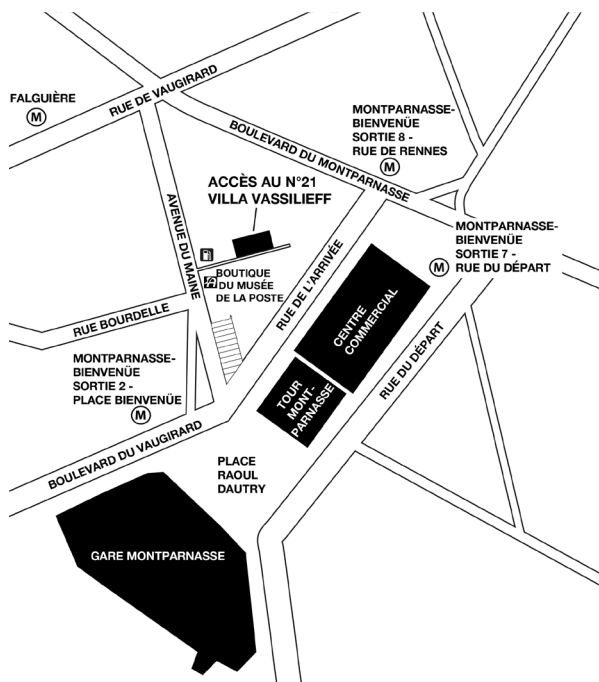 FALGUIÈRE
M
RUE DE VAUGIRARD
MONTPARNASSE-
BIENVENÜE
SORTIE 8 -
RUE DE RENNES
M
BOULEVARD DU MONTPARNASSE
ACCÈS AU N°21
VILLA VASSILIEFF
AVENUE DU MAINE
MONTPARNASSE-
BIENVENÜE
SORTIE 7 -
RUE DU DÉPART
M
BOUTIQUE
DU MUSÉE
DE LA POSTE
RUE DE L'ARRIVÉE
CENTRE
COMMERCIAL
RUE BOURDELLE
RUE DU DÉPART
MONTPARNASSE-
BIENVENÜE
SORTIE 2 -
PLACE BIENVENÜE
M
TOUR
MONT-
PARNASSE
BOULEVARD DU VAUGIRARD
PLACE
RAOUL
DAUTRY
GARE MONTPARNASSE